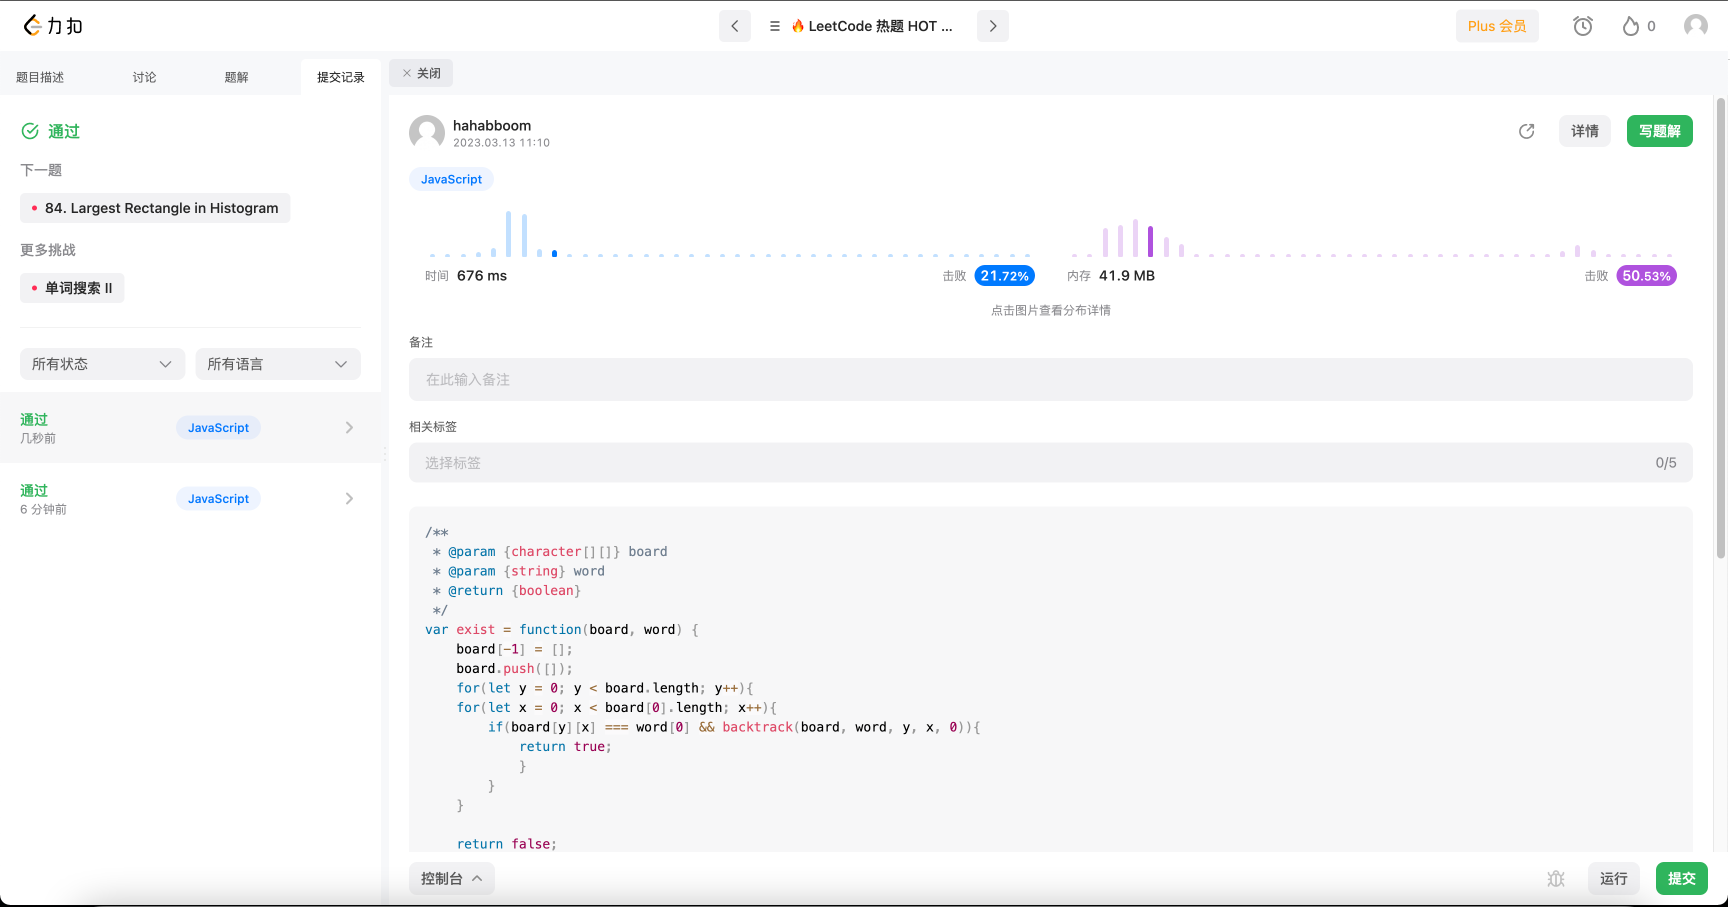 力扣
🔥 LeetCode 热题 HOT ...
Plus 会员
0
题目描述
讨论
题解
提交记录
关闭
通过
下一题
84. Largest Rectangle in Histogram
更多挑战
单词搜索 II
所有状态
所有语言
通过
几秒前
JavaScript
通过
6 分钟前
JavaScript
hahabboom
2023.03.13 11:10
详情
写题解
JavaScript
时间 676 ms
击败 21.72%
内存 41.9 MB
击败 50.53%
点击图片查看分布详情
备注
在此输入备注
相关标签
选择标签
0/5
/**
 * @param {character[][]} board
 * @param {string} word
 * @return {boolean}
 */
var exist = function(board, word) {
    board[-1] = [];
    board.push([]);
    for(let y = 0; y < board.length; y++){
    for(let x = 0; x < board[0].length; x++){
        if(board[y][x] === word[0] && backtrack(board, word, y, x, 0)){
            return true;
            }
        }
    }
    return false;
控制台
运行
提交